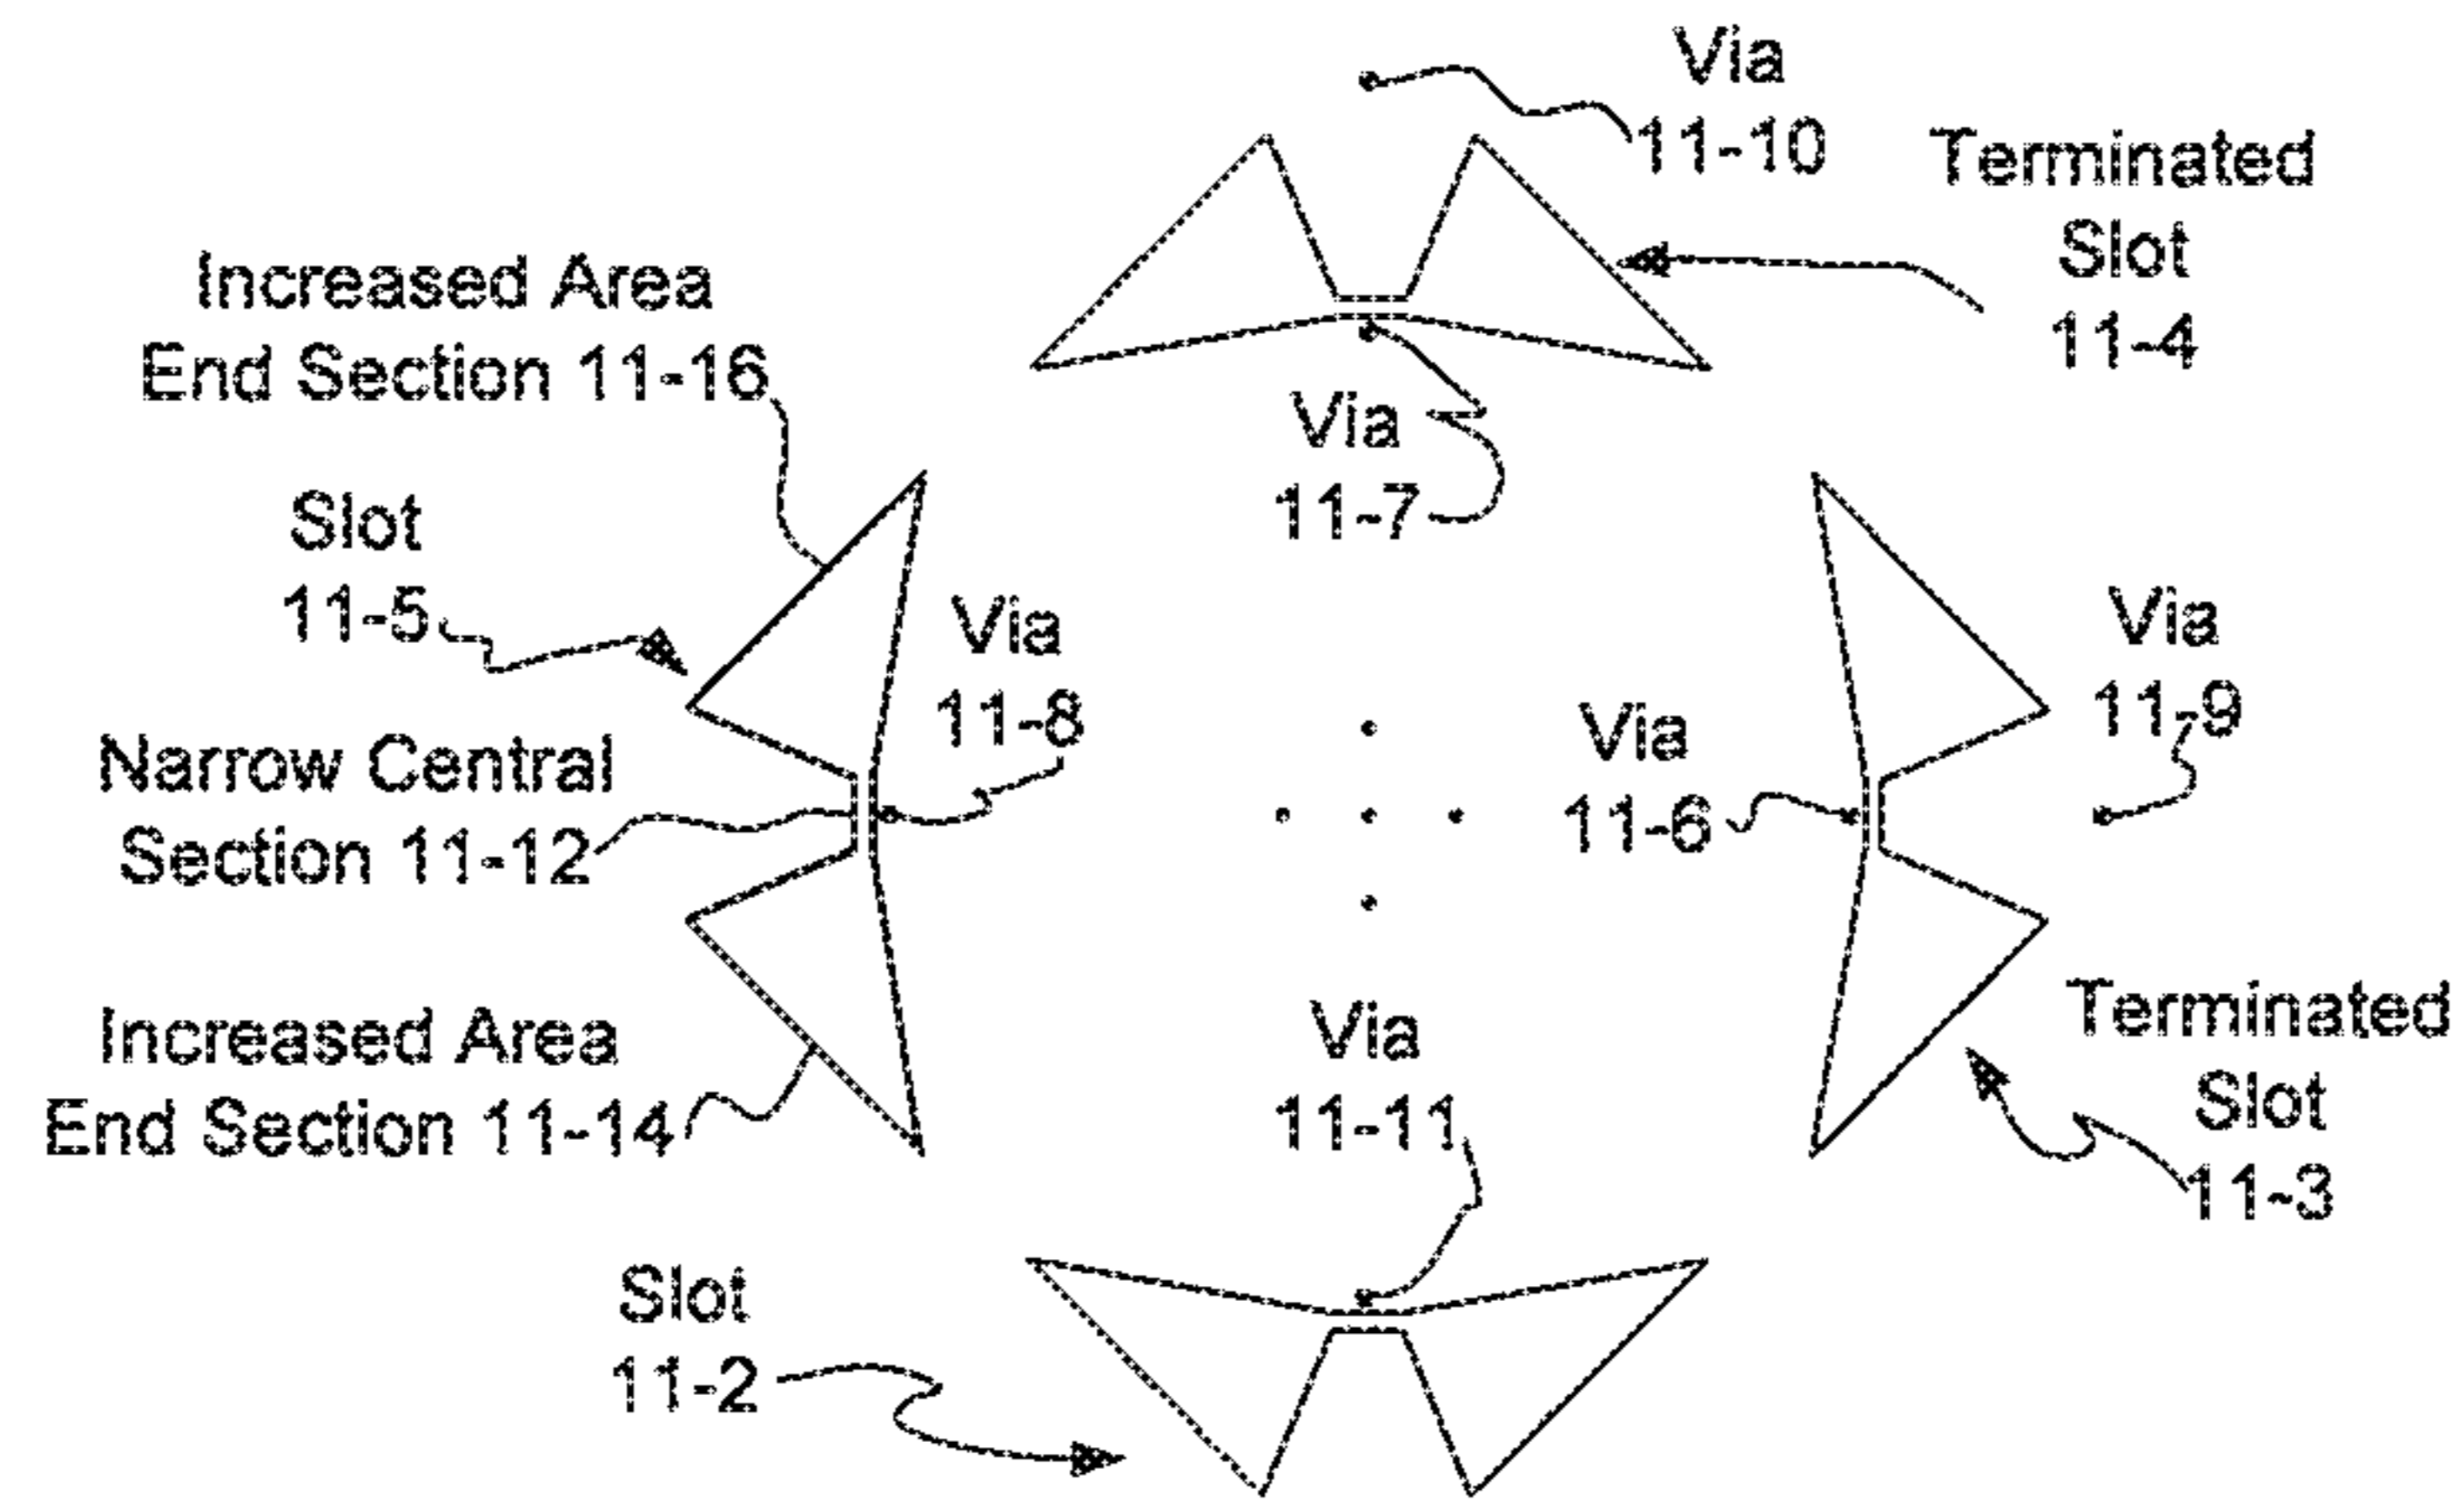 Via
11-10
Terminated
Slot
11-4
Increased Area
End Section 11-16
Via
11-7
Slot
11-5
Via
11-8
Via
11-9
Via
11-6
Narrow Central
Section 11-12
Increased Area
End Section 11-14
Via
11-11
Terminated
Slot
11-3
Slot
11-2